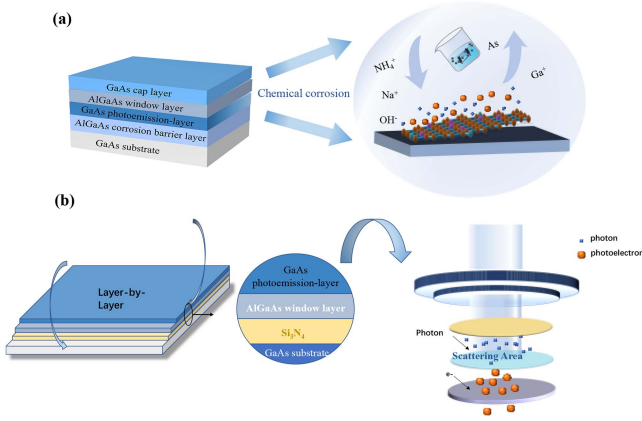 (a)
GaAs cap layer
AlGaAs window layer
GaAs photoemission-layer
AlGaAs corrosion barrier layer
GaAs substrate
Chemical corrosion
NH₄⁺
Na⁺
OH⁻
As
Ga⁺
(b)
Layer-by-
Layer
GaAs
photoemission-layer
AlGaAs window layer
Si₃N₄
GaAs substrate
photon
photoelectron
Photon
Scattering Area
e-